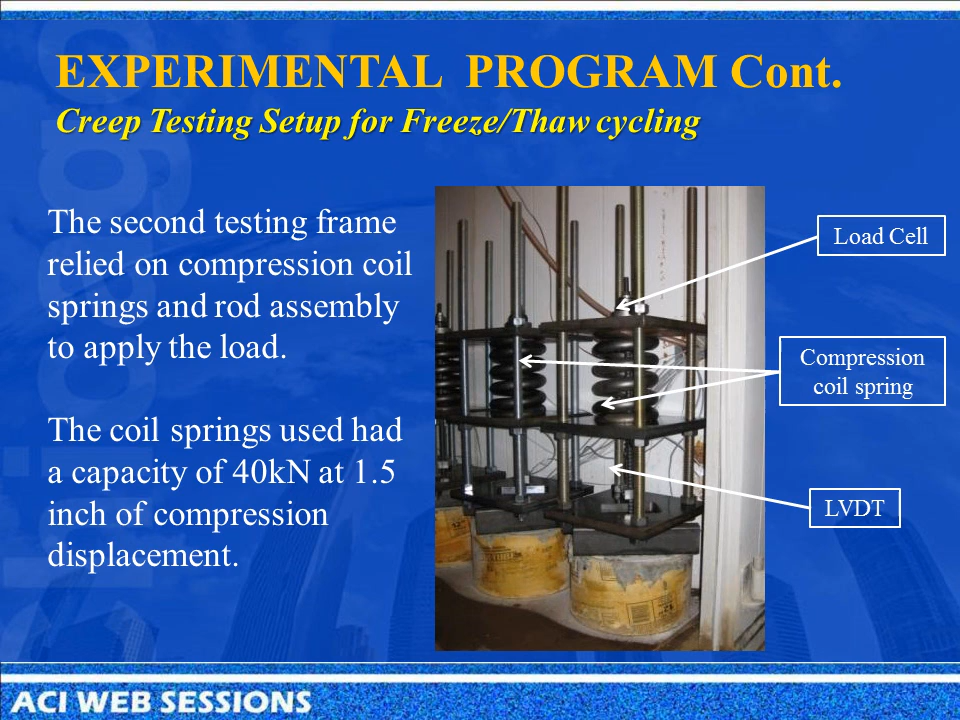 EXPERIMENTAL PROGRAM Cont.
Creep Testing Setup for Freeze/Thaw cycling
The second testing frame
relied on compression coil
springs and rod assembly
to apply the load.
The coil springs used had
a capacity of 40kN at 1.5
inch of compression
displacement.
Load Cell
Compression
coil spring
LVDT
ACI WEB SESSIONS